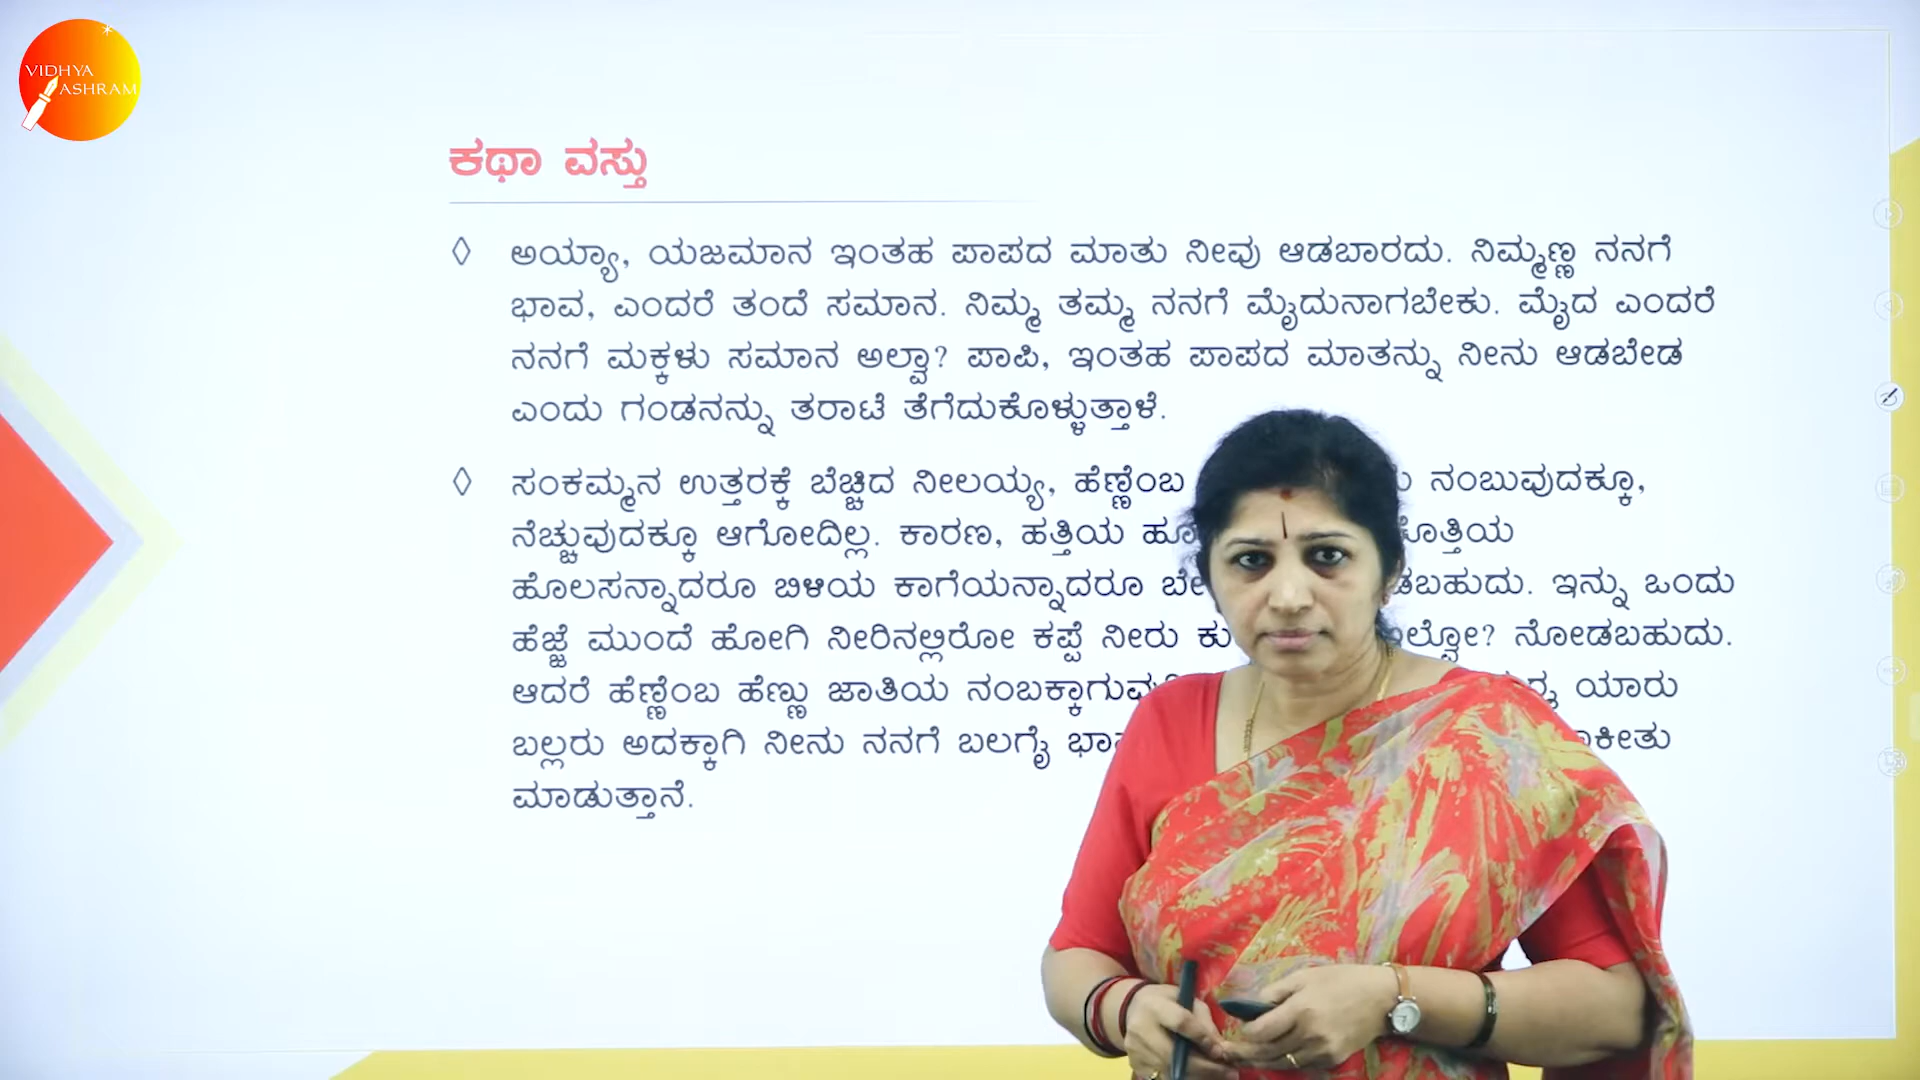 VIDHYA
ASHRAM
ಕಥಾ ವಸ್ತು
◊ ಅಯ್ಯಾ, ಯಜಮಾನ ಇಂತಹ ಪಾಪದ ಮಾತು ನೀವು ಆಡಬಾರದು. ನಿಮ್ಮಣ್ಣ ನನಗೆ
ಭಾವ, ಎಂದರೆ ತಂದೆ ಸಮಾನ. ನಿಮ್ಮ ತಮ್ಮ ನನಗೆ ಮೈದುನಾಗಬೇಕು. ಮೈದ ಎಂದರೆ
ನನಗೆ ಮಕ್ಕಳು ಸಮಾನ ಅಲ್ವಾ? ಪಾಪಿ, ಇಂತಹ ಪಾಪದ ಮಾತನ್ನು ನೀನು ಆಡಬೇಡ
ಎಂದು ಗಂಡನನ್ನು ತರಾಟೆ ತೆಗೆದುಕೊಳ್ಳುತ್ತಾಳೆ.
◊ ಸಂಕಮ್ಮನ ಉತ್ತರಕ್ಕೆ ಬೆಚ್ಚಿದ ನೀಲಯ್ಯ, ಹೆಣ್ಣೆಂಬ ನಂಬುವುದಕ್ಕೂ,
ನೆಚ್ಚುವುದಕ್ಕೂ ಆಗೋದಿಲ್ಲ. ಕಾರಣ, ಹತ್ತಿಯ
ಹೊಲಸನ್ನಾದರೂ ಬಿಳಿಯ ಕಾಗೆಯನ್ನಾದರೂ ಇನ್ನು ಒಂದು
ಹೆಜ್ಜೆ ಮುಂದೆ ಹೋಗಿ ನೀರಿನಲ್ಲಿರೋ ಕಪ್ಪೆ ನೀರು ನೋಡಬಹುದು.
ಆದರೆ ಹೆಣ್ಣೆಂಬ ಹೆಣ್ಣು ಜಾತಿಯ ಯಾರು
ಬಲ್ಲರು ಅದಕ್ಕಾಗಿ ನೀನು ನನಗೆ ಬಲಗೈ
ಮಾಡುತ್ತಾನೆ.